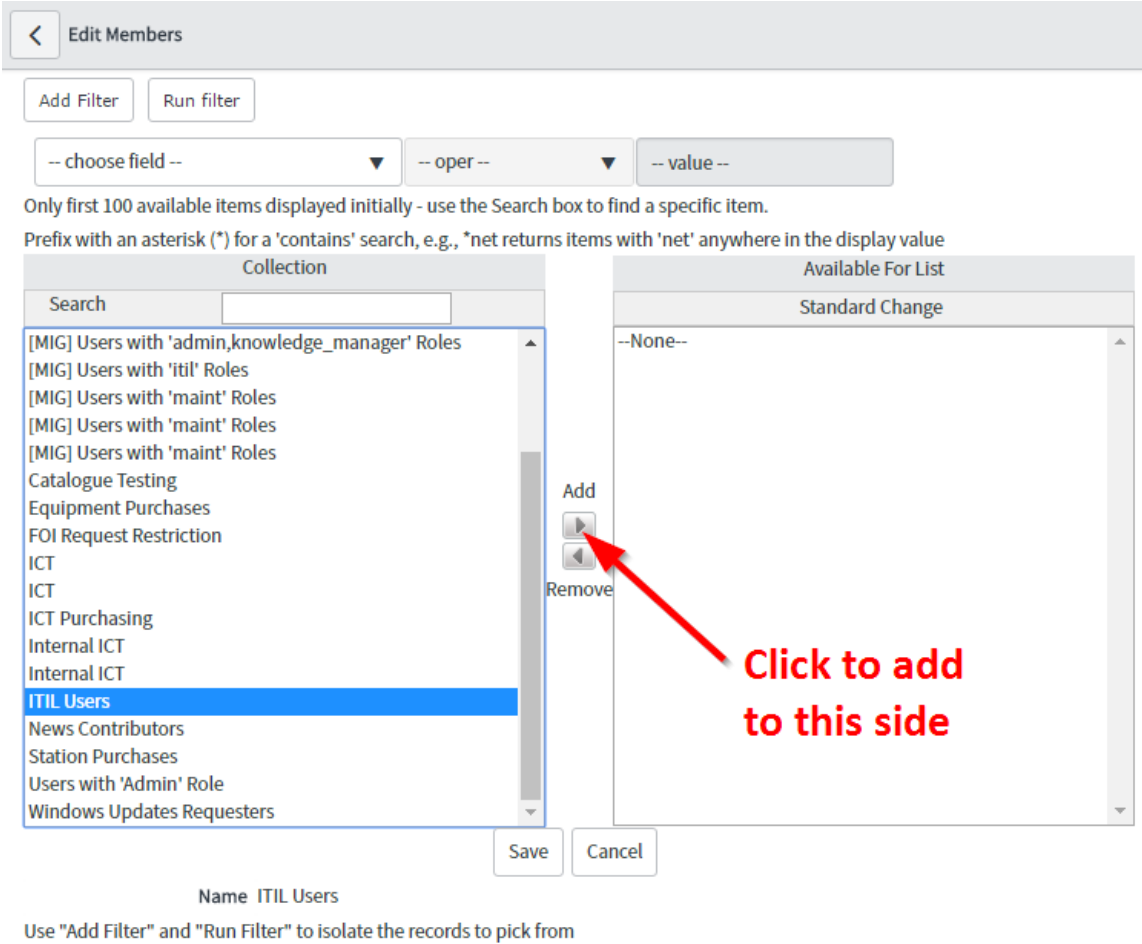 Edit Members
Add Filter
Run filter
-- choose field --
-- oper --
-- value --
Only first 100 available items displayed initially - use the Search box to find a specific item.
Prefix with an asterisk (*) for a 'contains' search, e.g., *net returns items with 'net' anywhere in the display value
Collection
Search
[MIG] Users with 'admin,knowledge_manager' Roles
[MIG] Users with 'itil' Roles
[MIG] Users with 'maint' Roles
[MIG] Users with 'maint' Roles
[MIG] Users with 'maint' Roles
Catalogue Testing
Equipment Purchases
FOI Request Restriction
ICT
ICT
ICT Purchasing
Internal ICT
Internal ICT
ITIL Users
News Contributors
Station Purchases
Users with 'Admin' Role
Windows Updates Requesters
Add
Remove
Available For List
Standard Change
--None--
Click to add
to this side
Save
Cancel
Name ITIL Users
Use "Add Filter" and "Run Filter" to isolate the records to pick from